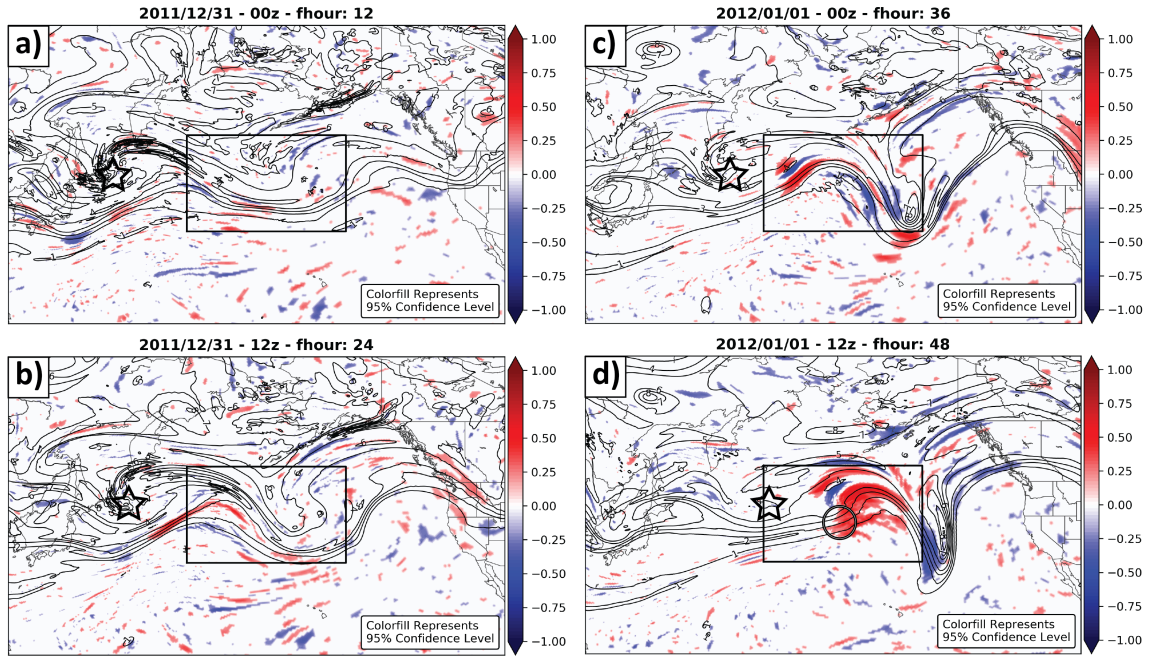 2011/12/31 - 00z - fhour: 12
a)
1.00
0.75
0.50
0.25
0.00
−0.25
−0.50
−0.75
−1.00
Colorfill Represents
95% Confidence Level
2012/01/01 - 00z - fhour: 36
c)
1.00
0.75
0.50
0.25
0.00
−0.25
−0.50
−0.75
−1.00
Colorfill Represents
95% Confidence Level
2011/12/31 - 12z - fhour: 24
b)
1.00
0.75
0.50
0.25
0.00
−0.25
−0.50
−0.75
−1.00
Colorfill Represents
95% Confidence Level
2012/01/01 - 12z - fhour: 48
d)
1.00
0.75
0.50
0.25
0.00
−0.25
−0.50
−0.75
−1.00
Colorfill Represents
95% Confidence Level